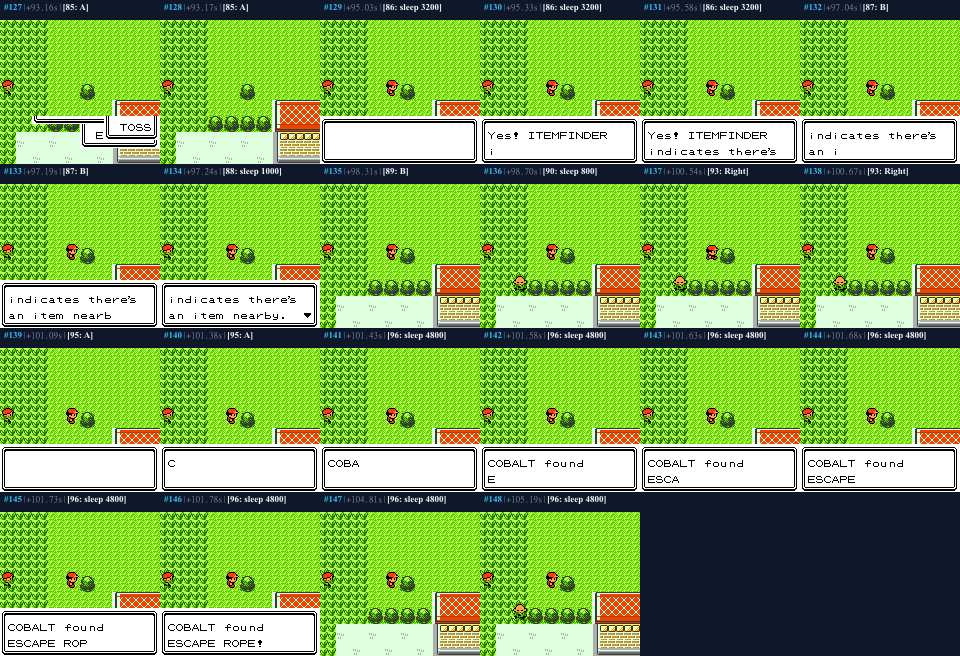 #127|+93.16s|[85: A]
#128|+93.17s|[85: A]
#129|+95.03s|[86: sleep 3200]
#130|+95.33s|[86: sleep 3200]
#131|+95.58s|[86: sleep 3200]
#132|+97.04s|[87: B]
E
TOSS
Yes! ITEMFINDER
i
Yes! ITEMFINDER
indicates there's
indicates there's
an i
#133|+97.19s|[87: B]
#134|+97.24s|[88: sleep 1000]
#135|+98.31s|[89: B]
#136|+98.70s|[90: sleep 800]
#137|+100.54s|[93: Right]
#138|+100.67s|[93: Right]
indicates there's
an item nearb
indicates there's
an item nearby.
#139|+101.09s|[95: A]
#140|+101.38s|[95: A]
#141|+101.43s|[96: sleep 4800]
#142|+101.58s|[96: sleep 4800]
#143|+101.63s|[96: sleep 4800]
#144|+101.68s|[96: sleep 4800]
C
COBA
COBALT found
E
COBALT found
ESCA
COBALT found
ESCAPE
#145|+101.73s|[96: sleep 4800]
#146|+101.78s|[96: sleep 4800]
#147|+104.81s|[96: sleep 4800]
#148|+105.19s|[96: sleep 4800]
COBALT found
ESCAPE ROP
COBALT found
ESCAPE ROPE!